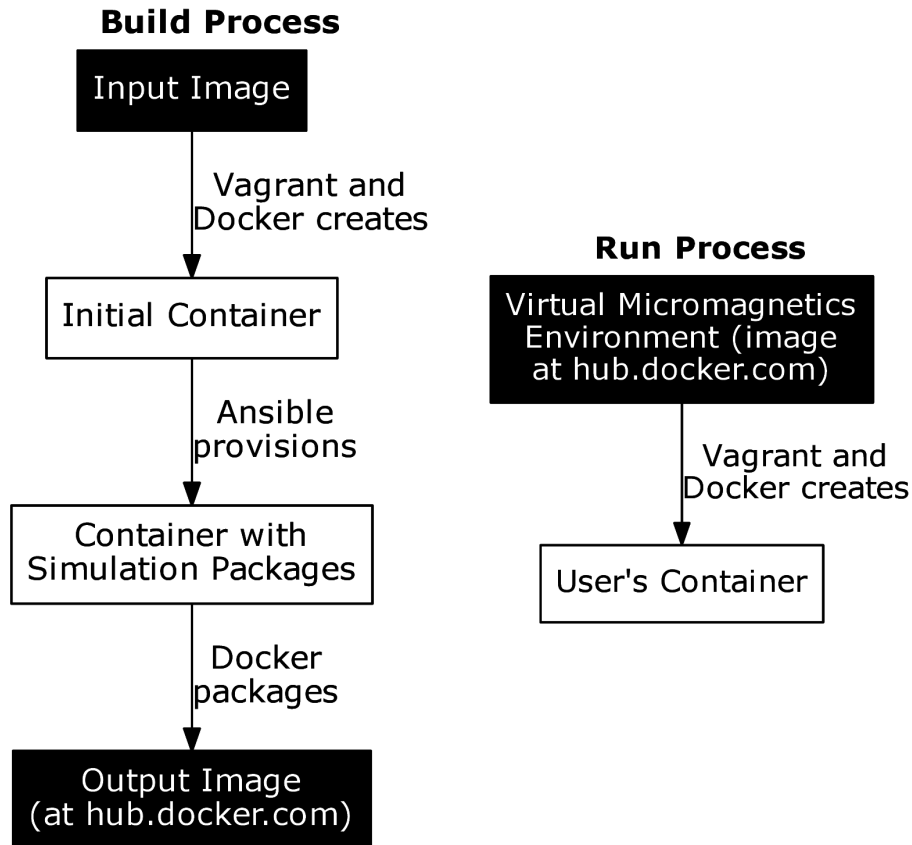 Build Process
Input Image
Vagrant and
Docker creates
Initial Container
Ansible
provisions
Container with
Simulation Packages
Docker
packages
Output Image
(at hub.docker.com)
Run Process
Virtual Micromagnetics
Environment (image
at hub.docker.com)
Vagrant and
Docker creates
User's Container